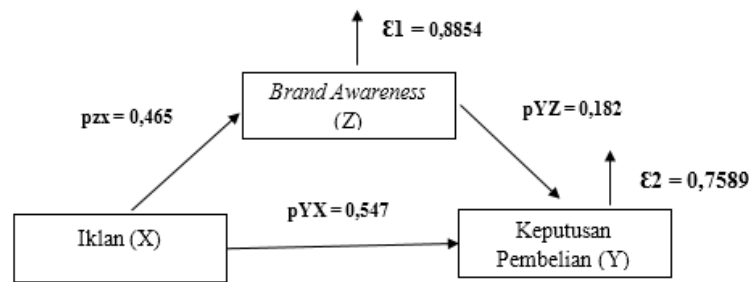 Ɛ1 = 0,8854
Brand Awareness
(Z)
pzx = 0,465
pYZ = 0,182
Ɛ2 = 0,7589
pYX = 0,547
Iklan (X)
Keputusan
Pembelian (Y)